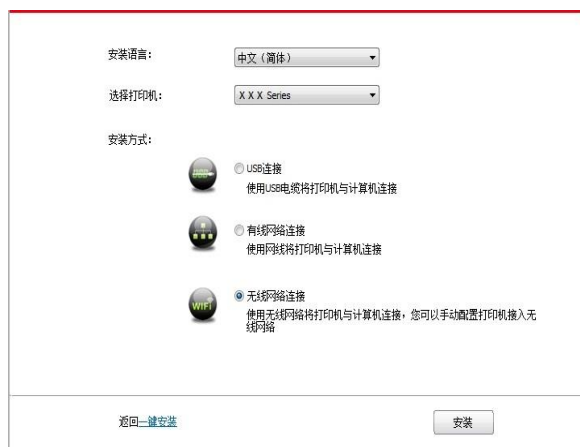 安装语言:
中文（简体）
选择打印机:
X X X Series
安装方式:
USB连接
使用USB电缆将打印机与计算机连接
有线网络连接
使用网线将打印机与计算机连接
WiFi
无线网络连接
使用无线网络将打印机与计算机连接，您可以手动配置打印机接入无
线网络
返回一键安装
安装